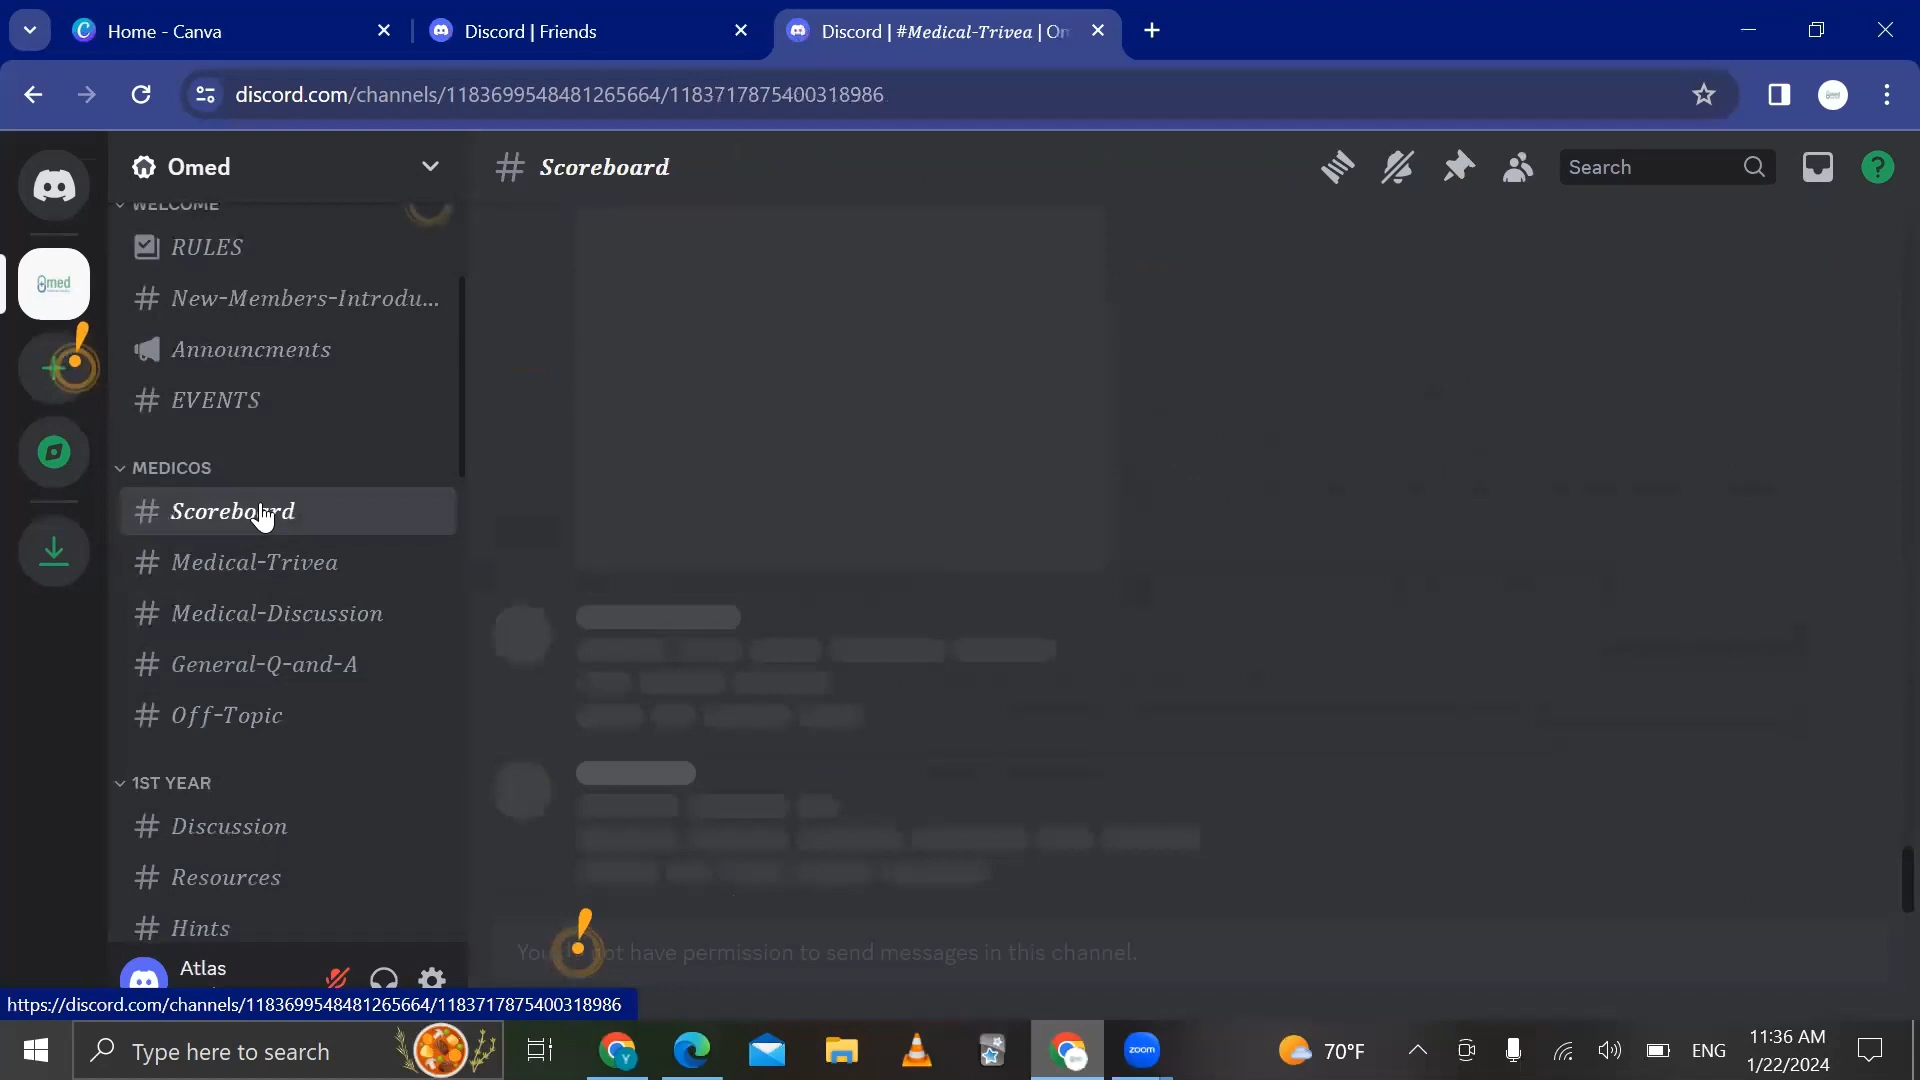 Home - Canva
Discord | Friends
Discord | #Medical-Trivea | Om
discord.com/channels/1183699548481265664/1183717875400318986
Omed
Scoreboard
Search
WELCOME
RULES
New-Members-Introdu...
Announcments
EVENTS
Omed
MEDICOS
Scoreboard
Medical-Trivea
Medical-Discussion
General-Q-and-A
Off-Topic
1ST YEAR
Discussion
Resources
Hints
not have permission to send messages in this channel.
Atlas
https://discord.com/channels/1183699548481265664/1183717875400318986
Type here to search
Y
zoom
70°F
ENG
11:36 AM
1/22/2024